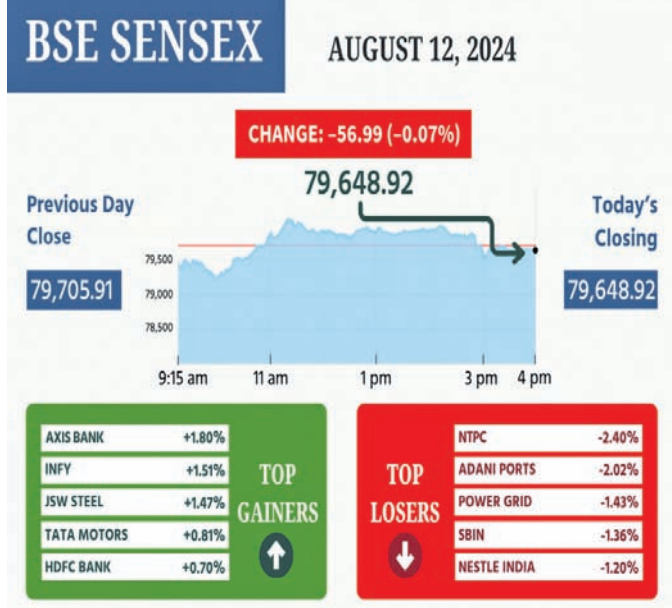 BSE SENSEX
AUGUST 12, 2024
CHANGE: –56.99 (–0.07%)
79,648.92
Previous Day
Close
79,705.91
Today's
Closing
79,648.92
79,500
79,000
78,500
9:15 am 11 am 1 pm 3 pm 4 pm
AXIS BANK +1.80%
INFY +1.51%
JSW STEEL +1.47%
TATA MOTORS +0.81%
HDFC BANK +0.70%
TOP
GAINERS
TOP
LOSERS
NTPC -2.40%
ADANI PORTS -2.02%
POWER GRID -1.43%
SBIN -1.36%
NESTLE INDIA -1.20%